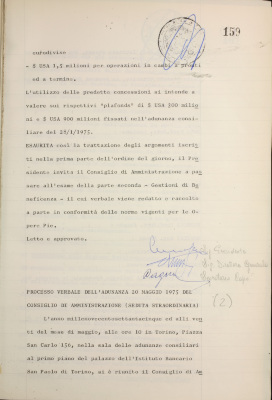 159
suddivise
- $ USA 1,5 milioni per operazioni in cambi a pronti
ed a termine.
L'utilizzo delle predette concessioni si intende a
valere sui rispettivi "plafonds" di $ USA 300 milio
ni e $ USA 900 milioni fissati nell'adunanza consi-
liare del 28/1/1975.
ESAURITA così la trattazione degli argomenti iscrit
ti nella prima parte dell'ordine del giorno, il Pre
sidente invita il Consiglio di Amministrazione a pas
sare all'esame della parte seconda - Gestioni di Be
neficenza - il cui verbale viene redatto e raccolto
a parte in conformità delle norme vigenti per le O-
pere Pie.
Letto e approvato,
(2)
PROCESSO VERBALE DELL'ADUNANZA 20 MAGGIO 1975 DEL
CONSIGLIO DI AMMINISTRAZIONE (SEDUTA STRAORDINARIA)
L'anno millenovecentosettantacinque ed alli ven
ti del mese di maggio, alle ore 10 in Torino, Piazza
San Carlo 156, nella sala delle adunanze consiliari
al primo piano del palazzo dell'Istituto Bancario
San Paolo di Torino, si è riunito il Consiglio di Am